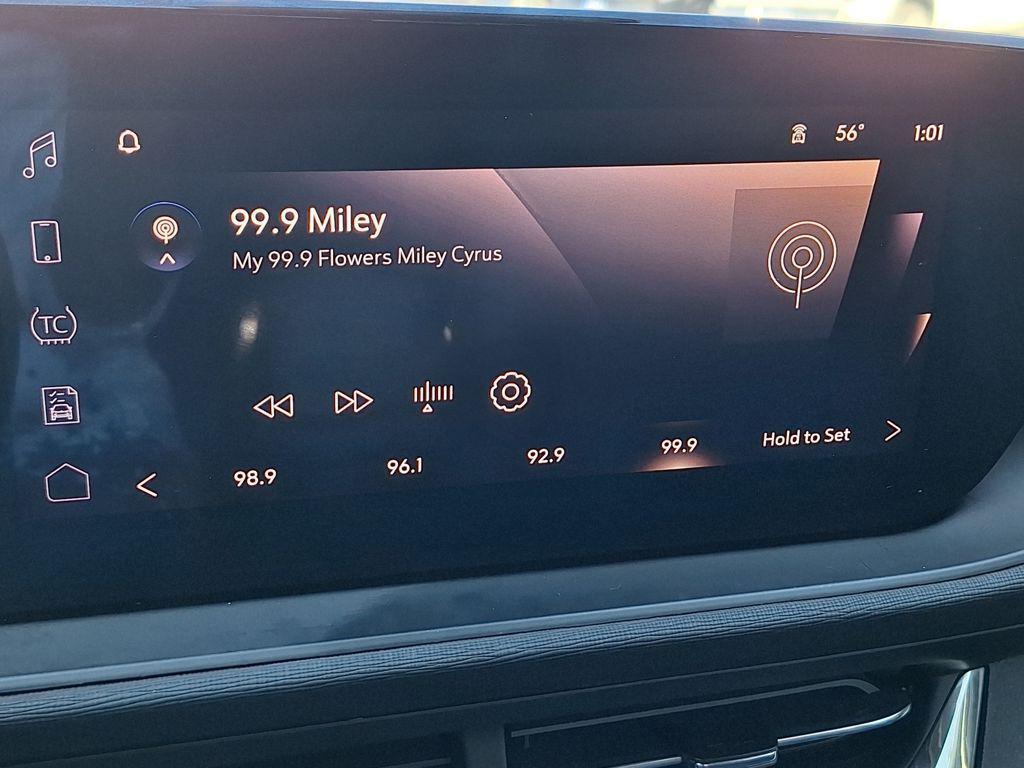 56° 1:01
99.9 Miley
My 99.9 Flowers Miley Cyrus
TC
98.9 96.1 92.9 99.9 Hold to Set